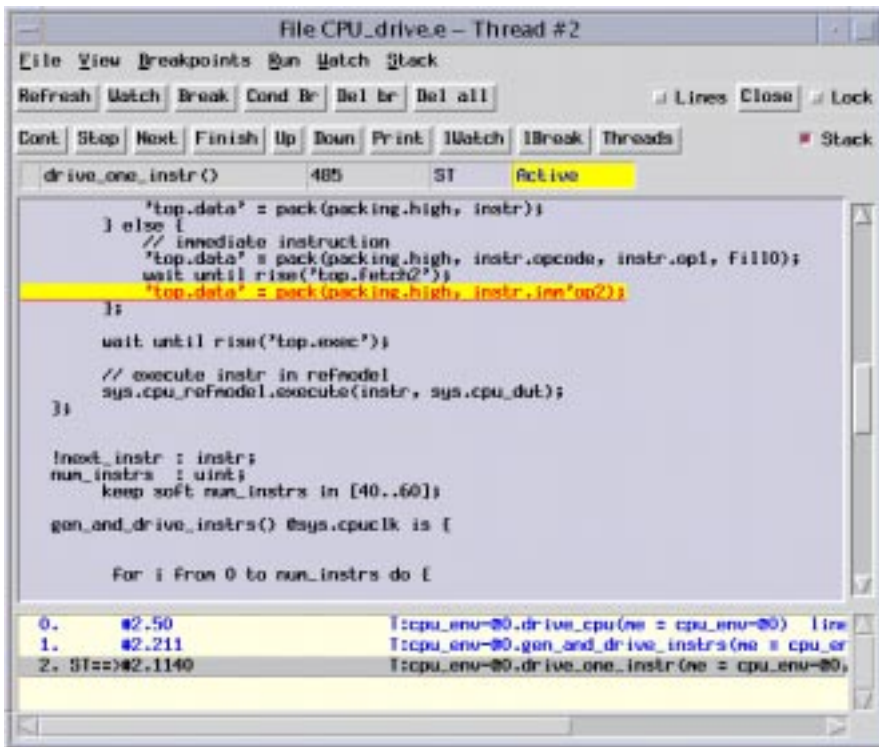 File CPU_drive.e – Thread #2
File View Breakpoints Run Watch Stack
Refresh Watch Break Cond Br Del br Del all Lines Close Lock
Cont Step Next Finish Up Down Print lWatch lBreak Threads Stack
drive_one_instr() 485 ST Active
'top.data' = pack(packing.high, instr);
} else {
// immediate instruction
'top.data' = pack(packing.high, instr.opcode, instr.op1, fill0);
wait until rise('top.fetch2');
'top.data' = pack(packing.high, instr.imm'op2);
};
wait until rise('top.exec');
// execute instr in refmodel
sys.cpu_refmodel.execute(instr, sys.cpu_dut);
};
!next_instr : instr;
num_instrs : uint;
keep soft num_instrs in [40..60];
gen_and_drive_instrs() @sys.cpuclk is {
for i from 0 to num_instrs do {
0. #2.50 T:cpu_env-@0.drive_cpu(me = cpu_env-@0) line
1. #2.211 T:cpu_env-@0.gen_and_drive_instrs(me = cpu_en
2. ST==>#2.1140 T:cpu_env-@0.drive_one_instr(me = cpu_env-@0,